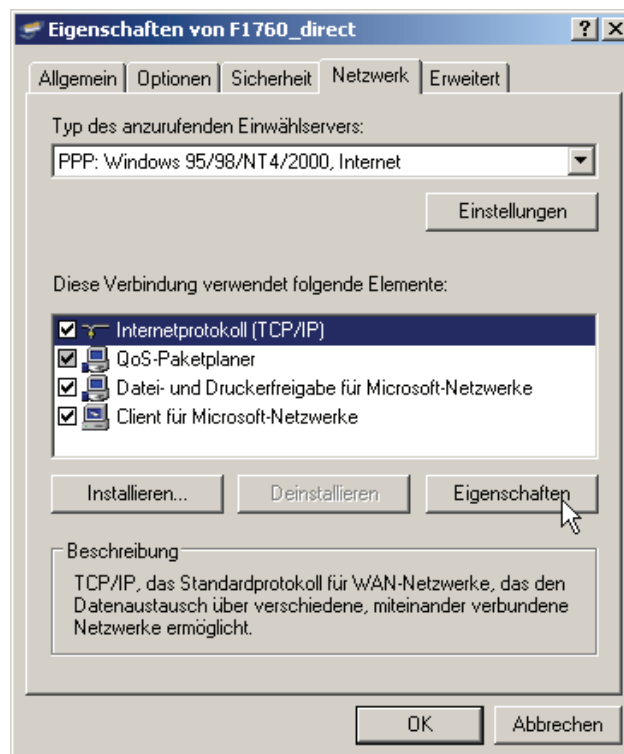 Eigenschaften von F1760_direct
Allgemein Optionen Sicherheit Netzwerk Erweitert
Typ des anzurufenden Einwählservers:
PPP: Windows 95/98/NT4/2000, Internet
Einstellungen
Diese Verbindung verwendet folgende Elemente:
Internetprotokoll (TCP/IP)
QoS-Paketplaner
Datei- und Druckerfreigabe für Microsoft-Netzwerke
Client für Microsoft-Netzwerke
Installieren... Deinstallieren Eigenschaften
Beschreibung
TCP/IP, das Standardprotokoll für WAN-Netzwerke, das den
Datenaustausch über verschiedene, miteinander verbundene
Netzwerke ermöglicht.
OK Abbrechen